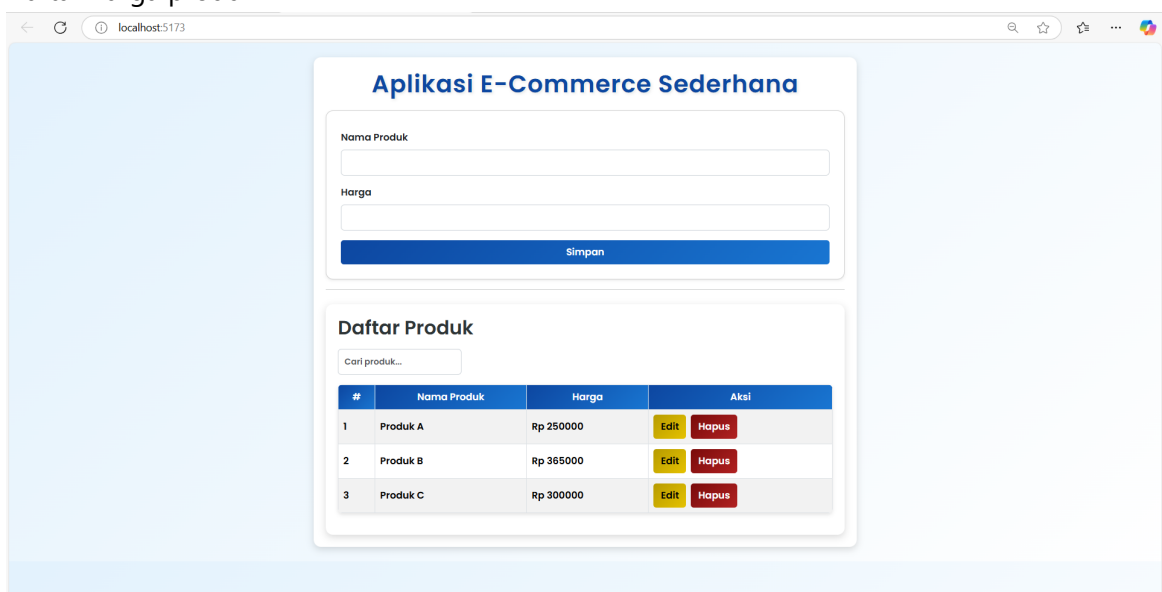 localhost:5173
Aplikasi E-Commerce Sederhana
Nama Produk
Harga
Simpan
Daftar Produk
Cari produk...
# Nama Produk Harga Aksi
1 Produk A Rp 250000 Edit Hapus
2 Produk B Rp 365000 Edit Hapus
3 Produk C Rp 300000 Edit Hapus